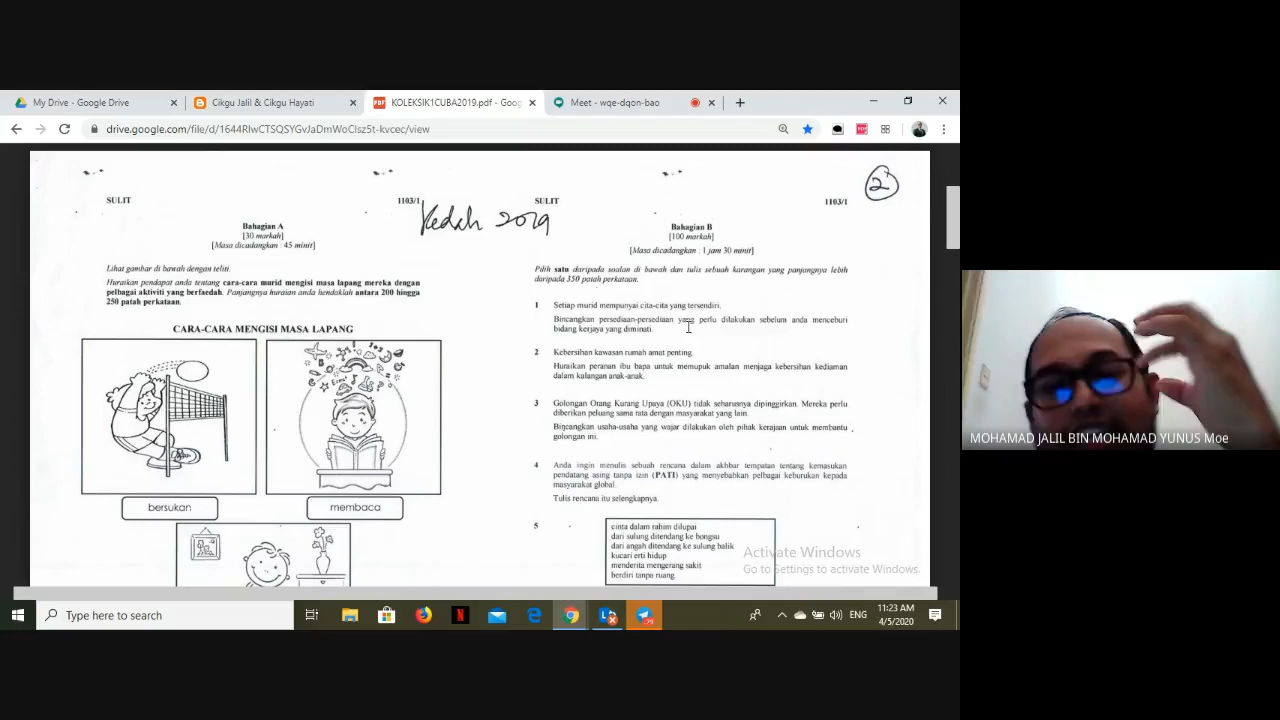 My Drive - Google Drive
Cikgu Jalil & Cikgu Hayati
KOLEKSIK1CUBA2019.pdf - Goog
Meet - wqe-dqon-bao
drive.google.com/file/d/1644RIwCTSQSYGvJaDmWoClsz5t-kvcec/view
SULIT
1103/1
Kedah 2019
Bahagian A
[30 markah]
[Masa dicadangkan : 45 minit]
Lihat gambar di bawah dengan teliti.
Huraikan pendapat anda tentang cara-cara murid mengisi masa lapang mereka dengan
pelbagai aktiviti yang berfaedah. Panjangnya huraian anda hendaklah antara 200 hingga
250 patah perkataan.
CARA-CARA MENGISI MASA LAPANG
bersukan
membaca
SULIT
1103/1
2
Bahagian B
[100 markah]
[Masa dicadangkan : 1 jam 30 minit]
Pilih satu daripada soalan di bawah dan tulis sebuah karangan yang panjangnya lebih
daripada 350 patah perkataan.
1 Setiap murid mempunyai cita-cita yang tersendiri.
Bincangkan persediaan-persediaan yang perlu dilakukan sebelum anda menceburi
bidang kerjaya yang diminati.
2 Kebersihan kawasan rumah amat penting
Huraikan peranan ibu bapa untuk memupuk amalan menjaga kebersihan kediaman
dalam kalangan anak-anak.
3 Golongan Orang Kurang Upaya (OKU) tidak seharusnya dipinggirkan. Mereka perlu
diberikan peluang sama rata dengan masyarakat yang lain.
Bincangkan usaha-usaha yang wajar dilakukan oleh pihak kerajaan untuk membantu
golongan ini.
4 Anda ingin menulis sebuah rencana dalam akhbar tempatan tentang kemasukan
pendatang asing tanpa izin (PATI) yang menyebabkan pelbagai keburukan kepada
masyarakat global.
Tulis rencana itu selengkapnya.
5 cinta dalam rahim dilupai
dari sulung ditendang ke bongsu
dari angah ditendang ke sulung balik
kucari erti hidup
menderita mengerang sakit
berdiri tanpa ruang
Activate Windows
Go to Settings to activate Windows.
MOHAMAD JALIL BIN MOHAMAD YUNUS Moe
Type here to search
ENG
11:23 AM
4/5/2020